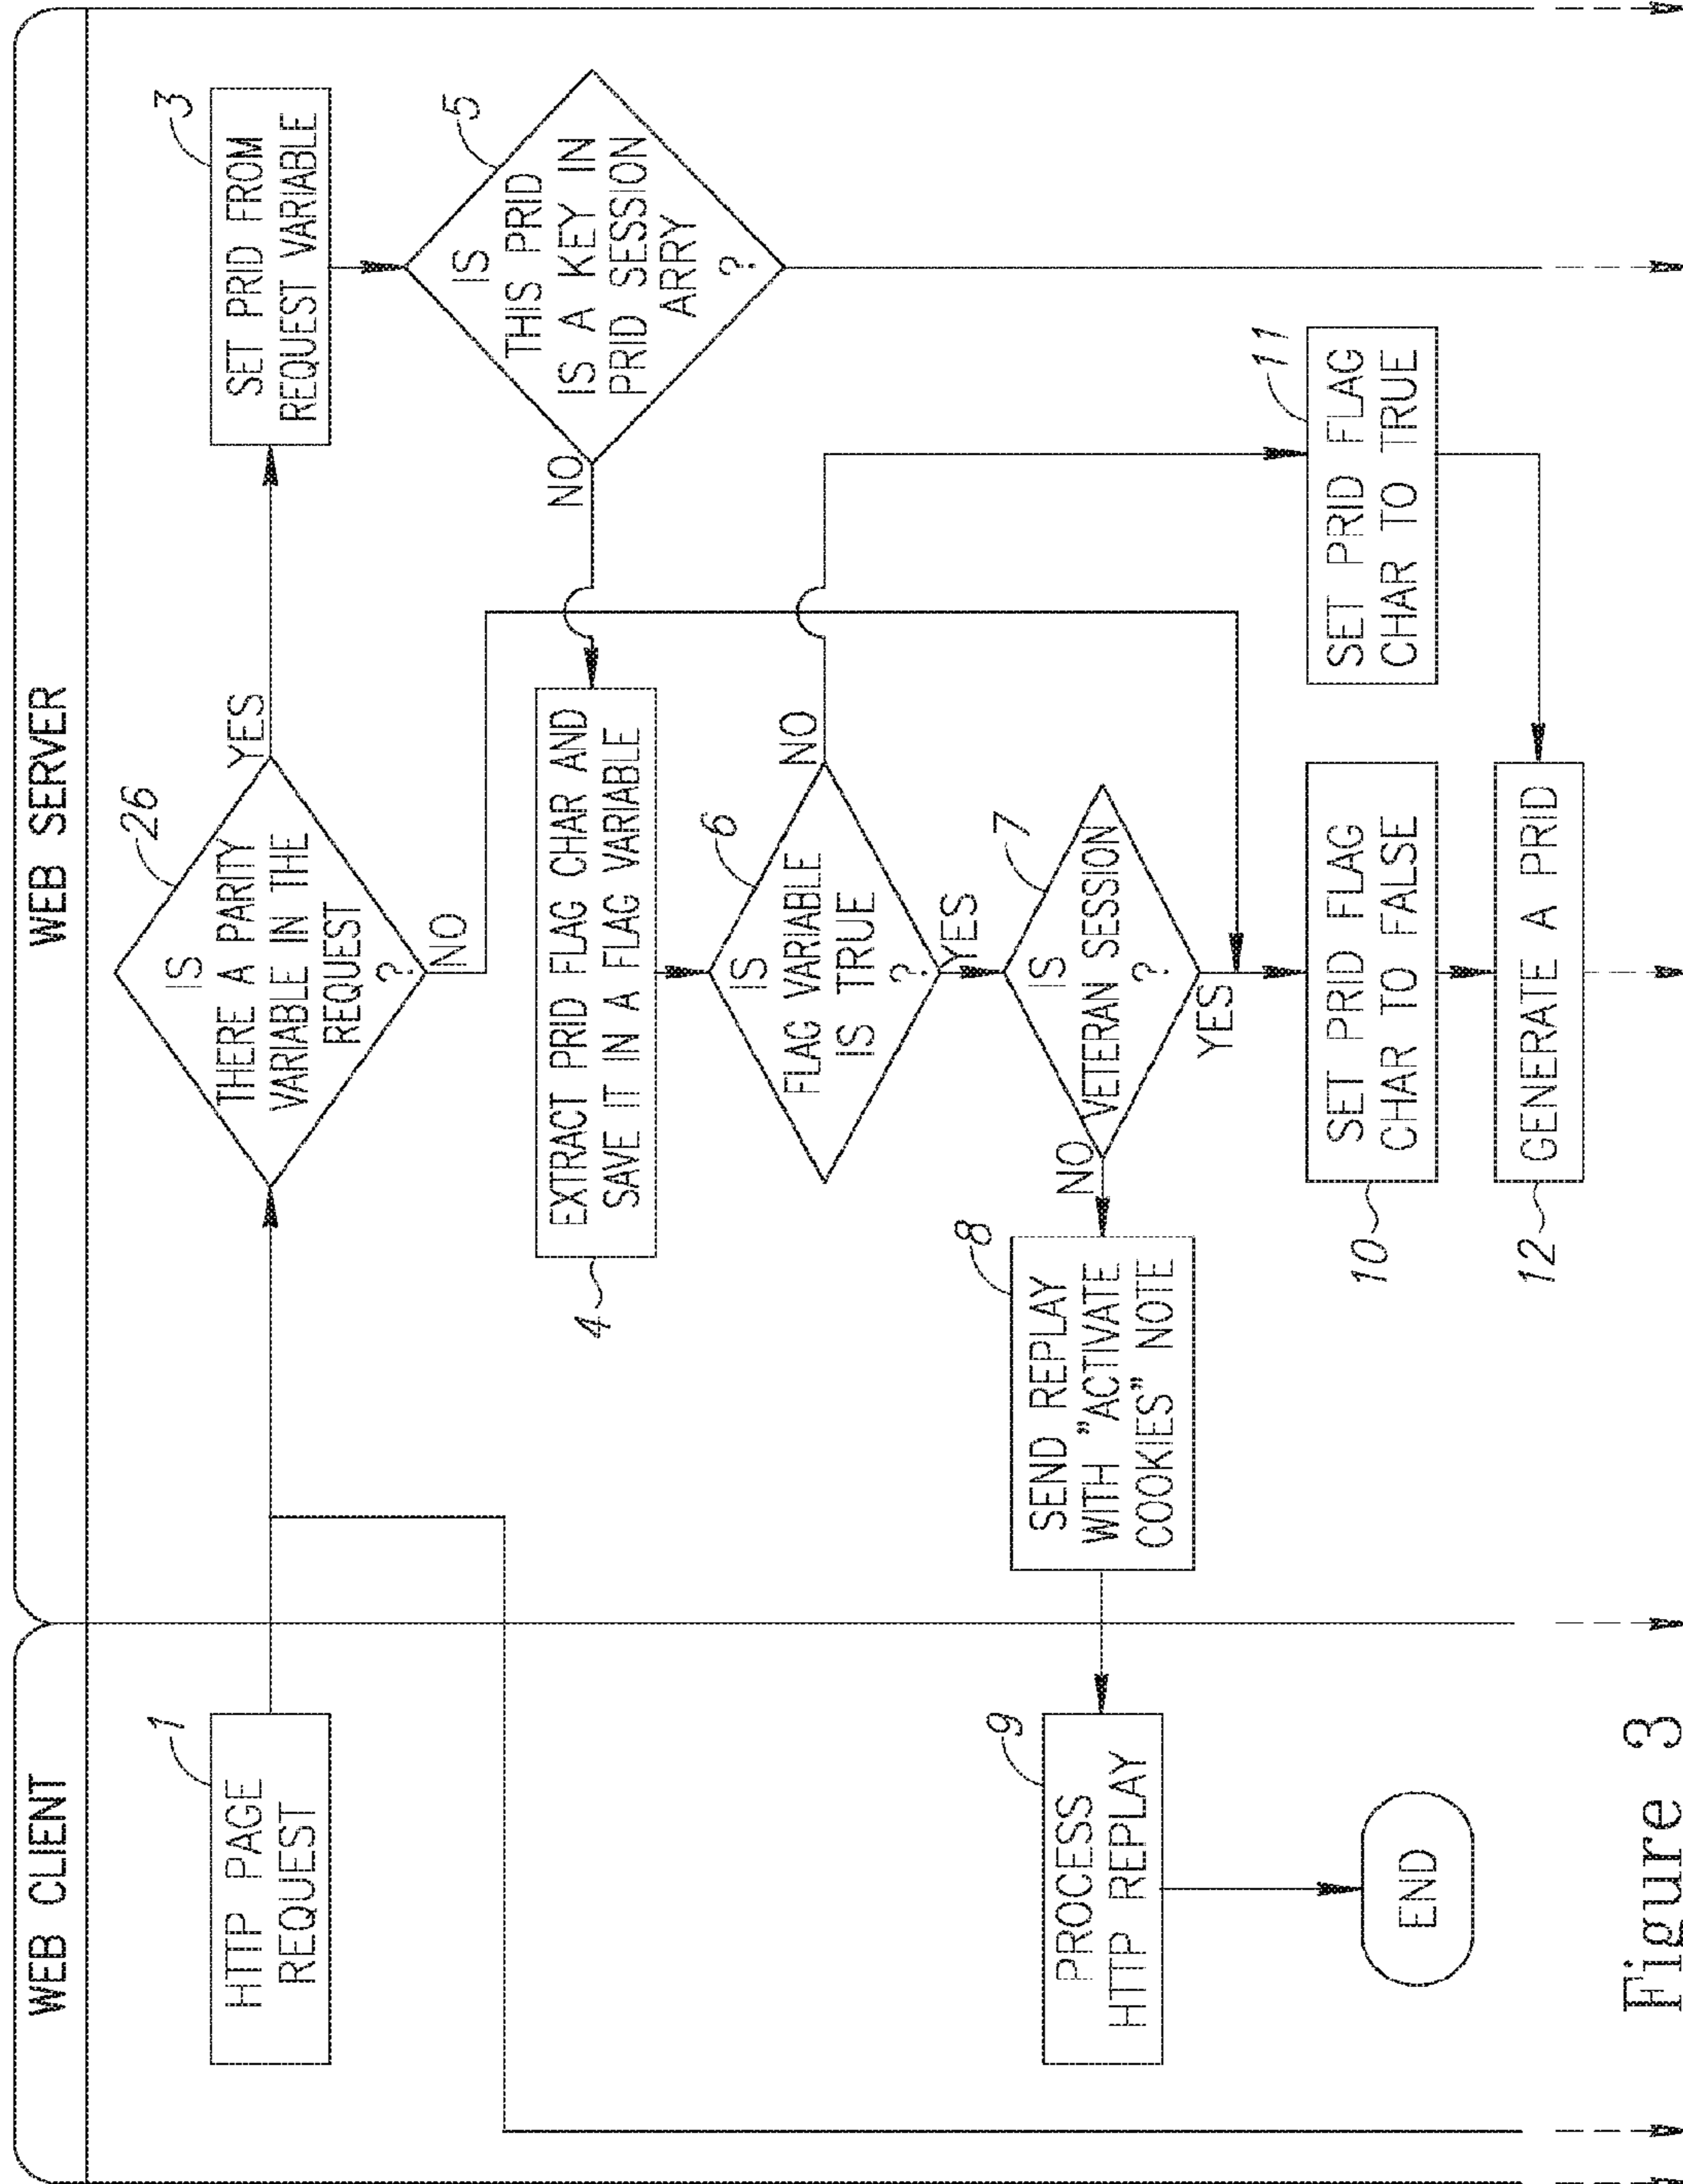 WEB CLIENT
WEB SERVER
1
HTTP PAGE
REQUEST
26
IS
THERE A PARITY
VARIABLE IN THE
REQUEST
?
YES
NO
3
SET PRID FROM
REQUEST VARIABLE
5
IS
THIS PRID
IS A KEY IN
PRID SESSION
ARRY
?
NO
4
EXTRACT PRID FLAG CHAR AND
SAVE IT IN A FLAG VARIABLE
6
IS
FLAG VARIABLE
IS TRUE
?
NO
YES
7
IS
VETERAN SESSION
?
NO
YES
8
SEND REPLAY
WITH "ACTIVATE
COOKIES" NOTE
9
PROCESS
HTTP REPLAY
END
10
SET PRID FLAG
CHAR TO FALSE
11
SET PRID FLAG
CHAR TO TRUE
12
GENERATE A PRID
Figure 3